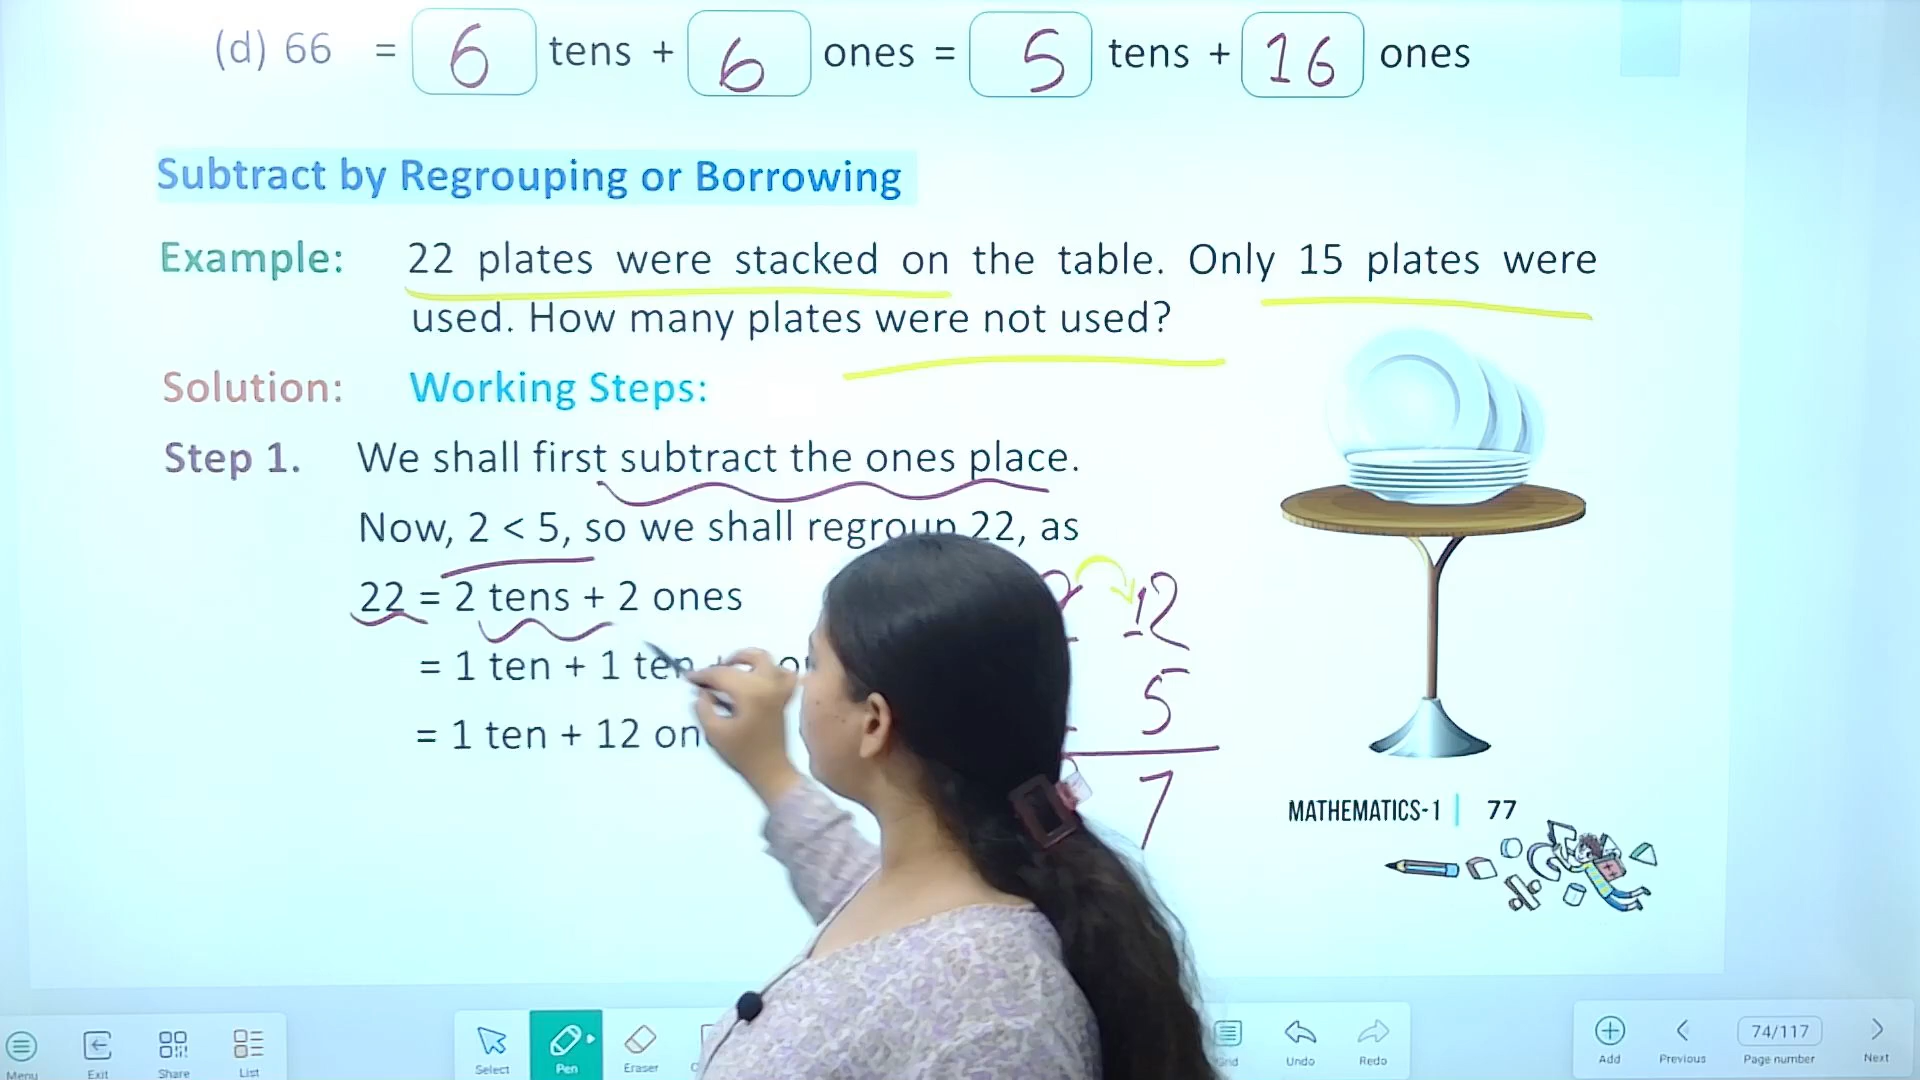 (d) 66 = 6 tens + 6 ones = 5 tens + 16 ones
Subtract by Regrouping or Borrowing
Example: 22 plates were stacked on the table. Only 15 plates were
used. How many plates were not used?
Solution: Working Steps:
Step 1. We shall first subtract the ones place.
Now, 2 < 5, so we shall regroup 22, as
22 = 2 tens + 2 ones
= 1 ten + 1 ten
= 1 ten + 12
12
5
7
MATHEMATICS-1 | 77
Menu Exit Share List Select Pen Eraser Undo Redo Add Previous 74/117 Page number Next